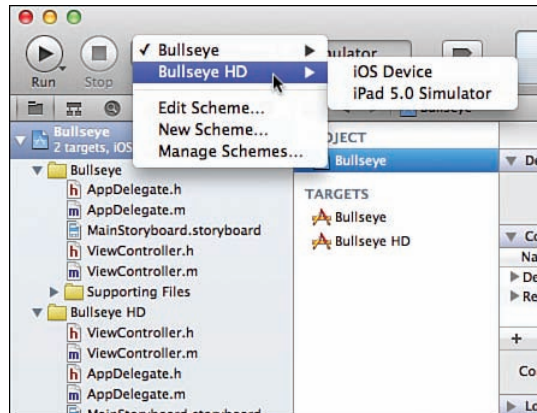 ✓ Bullseye
Bullseye HD
Edit Scheme...
New Scheme...
Manage Schemes...
iOS Device
iPad 5.0 Simulator
Run
Stop
Bullseye
2 targets, iOS
Bullseye
AppDelegate.h
AppDelegate.m
MainStoryboard.storyboard
ViewController.h
ViewController.m
Supporting Files
Bullseye HD
ViewController.h
ViewController.m
AppDelegate.h
AppDelegate.m
Bullseye
TARGETS
Bullseye
Bullseye HD